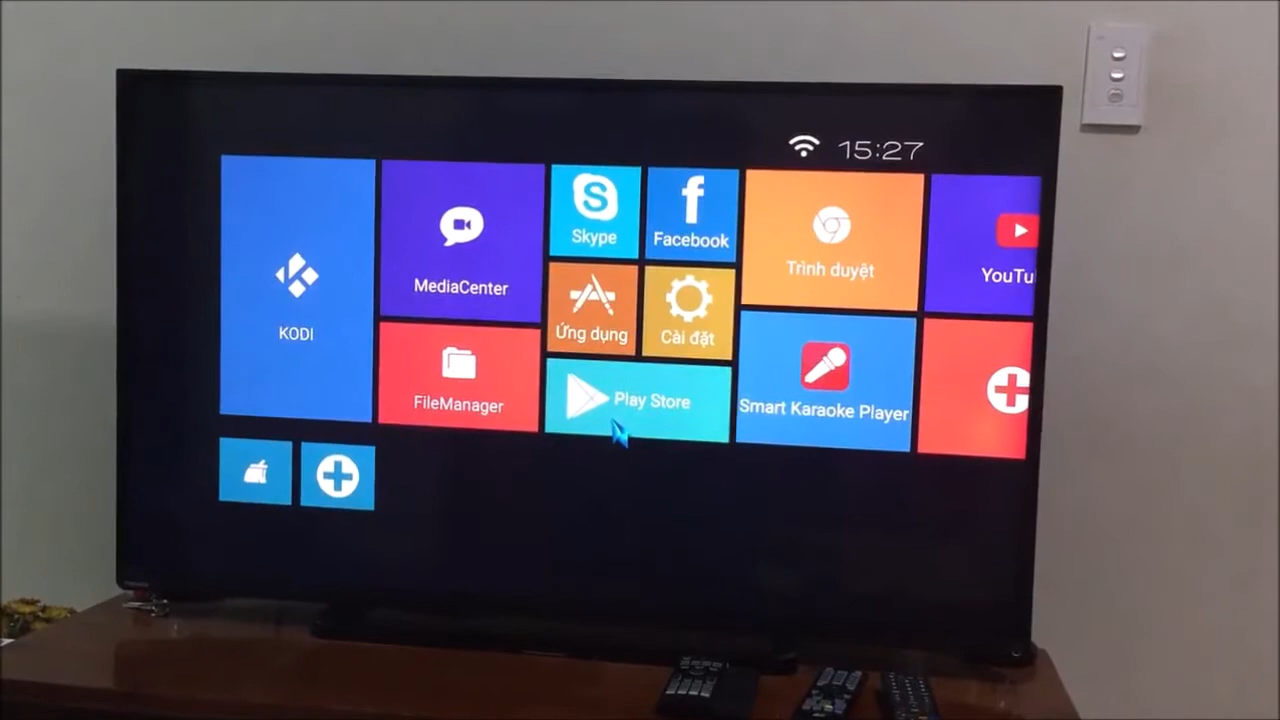 15:27
KODI
MediaCenter
FileManager
Skype
Facebook
Ứng dụng
Cài đặt
Play Store
Trình duyệt
Smart Karaoke Player
YouTu